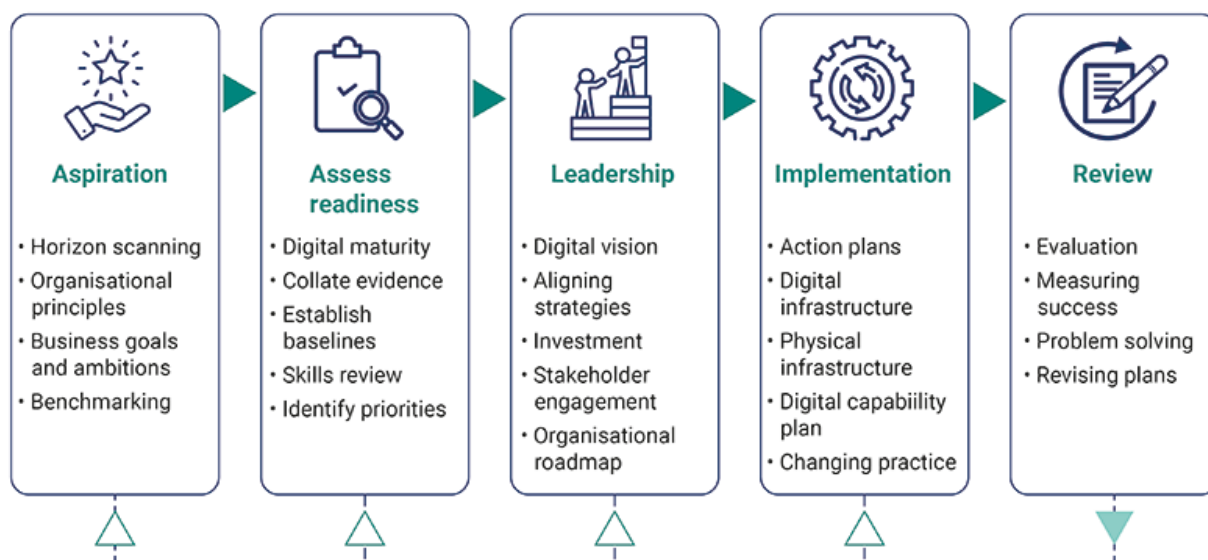 Aspiration
• Horizon scanning
• Organisational
principles
• Business goals
and ambitions
• Benchmarking
Assess
readiness
• Digital maturity
• Collate evidence
• Establish
baselines
• Skills review
• Identify priorities
Leadership
• Digital vision
• Aligning
strategies
• Investment
• Stakeholder
engagement
• Organisational
roadmap
Implementation
• Action plans
• Digital
infrastructure
• Physical
infrastructure
• Digital capabiility
plan
• Changing practice
Review
• Evaluation
• Measuring
success
• Problem solving
• Revising plans